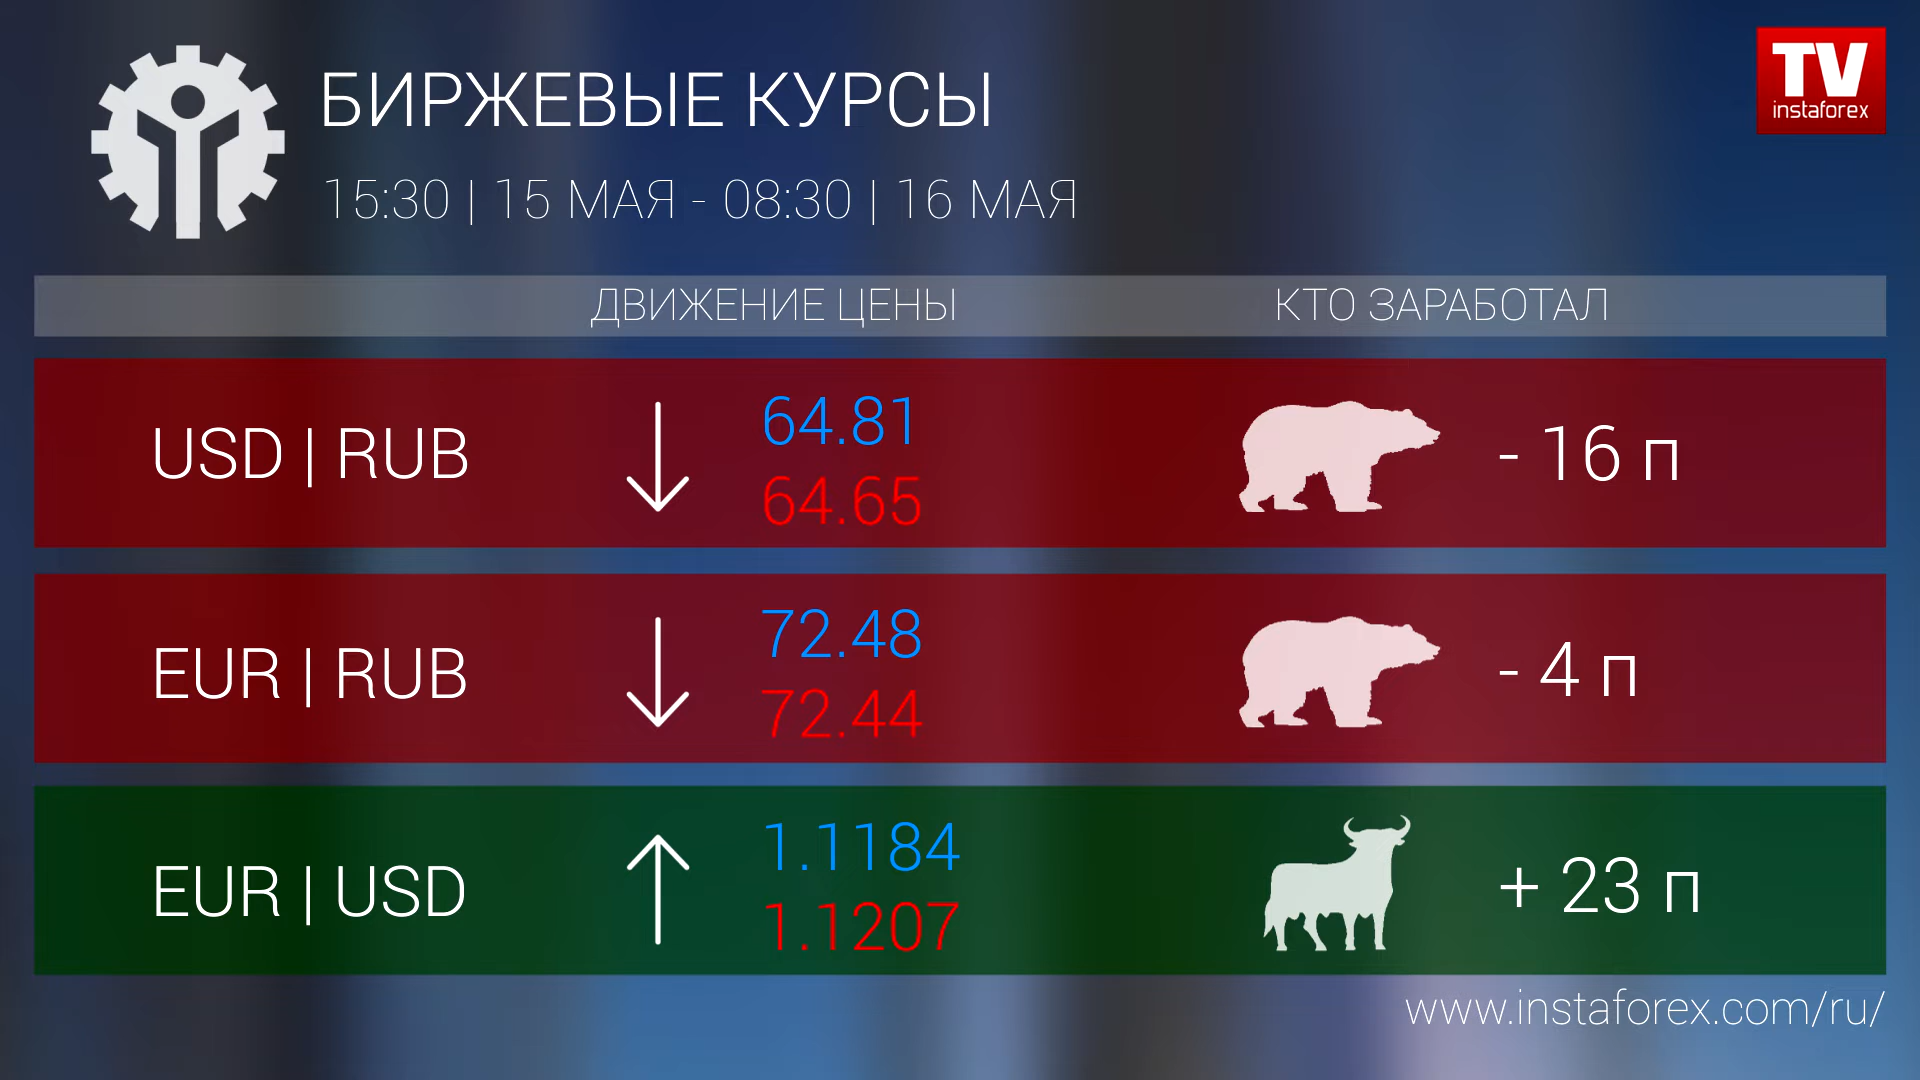 БИРЖЕВЫЕ КУРСЫ
TV
instaforex
15:30 | 15 МАЯ - 08:30 | 16 МАЯ
ДВИЖЕНИЕ ЦЕНЫ КТО ЗАРАБОТАЛ
USD | RUB 64.81 - 16 п
64.65
EUR | RUB 72.48 - 4 п
72.44
EUR | USD 1.1184 + 23 п
1.1207
www.instaforex.com/ru/